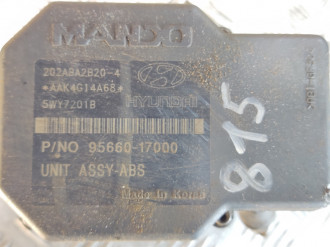 MANDO
202ABA2B20-4
*AAK4G14A68*
5WY7201B
HYUNDAI
P/NO 95660-17000
UNIT ASSY-ABS
Made in Korea
815